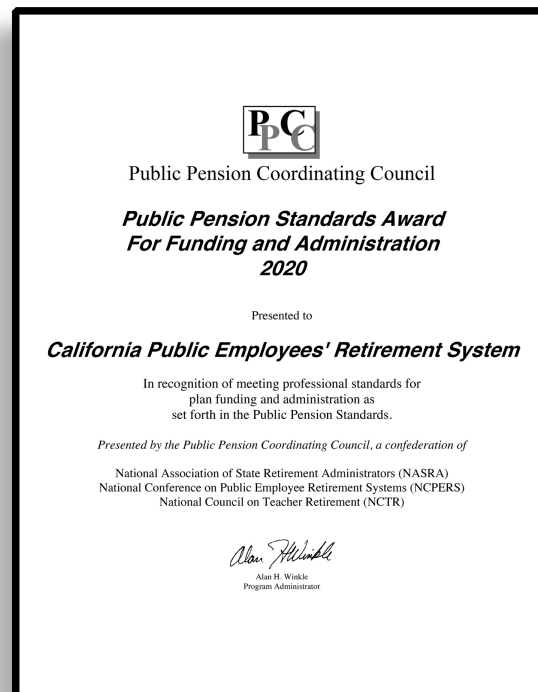 PPCC
Public Pension Coordinating Council
Public Pension Standards Award
For Funding and Administration
2020
Presented to
California Public Employees' Retirement System
In recognition of meeting professional standards for
plan funding and administration as
set forth in the Public Pension Standards.
Presented by the Public Pension Coordinating Council, a confederation of
National Association of State Retirement Administrators (NASRA)
National Conference on Public Employee Retirement Systems (NCPERS)
National Council on Teacher Retirement (NCTR)
Alan H Winkle
Alan H. Winkle
Program Administrator